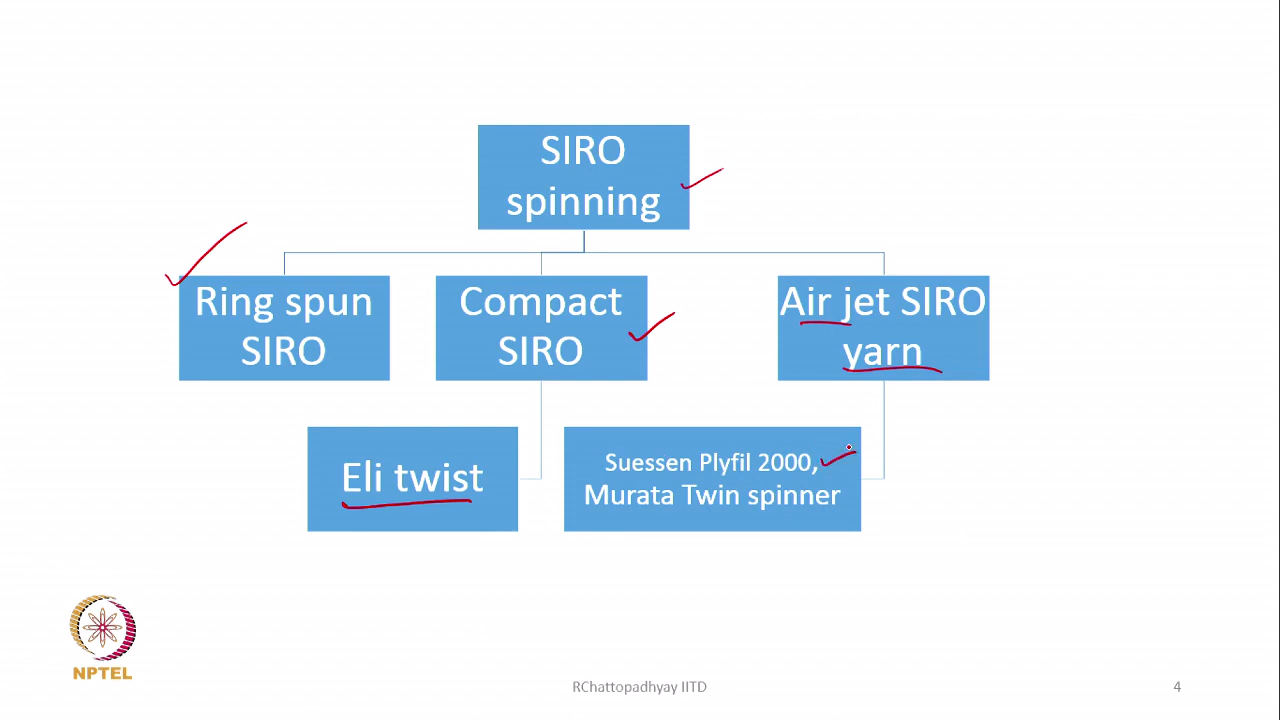 SIRO
spinning
Ring spun
SIRO
Compact
SIRO
Air jet SIRO
yarn
Eli twist
Suessen Plyfil 2000,
Murata Twin spinner
NPTEL
RChattopadhyay IITD
4